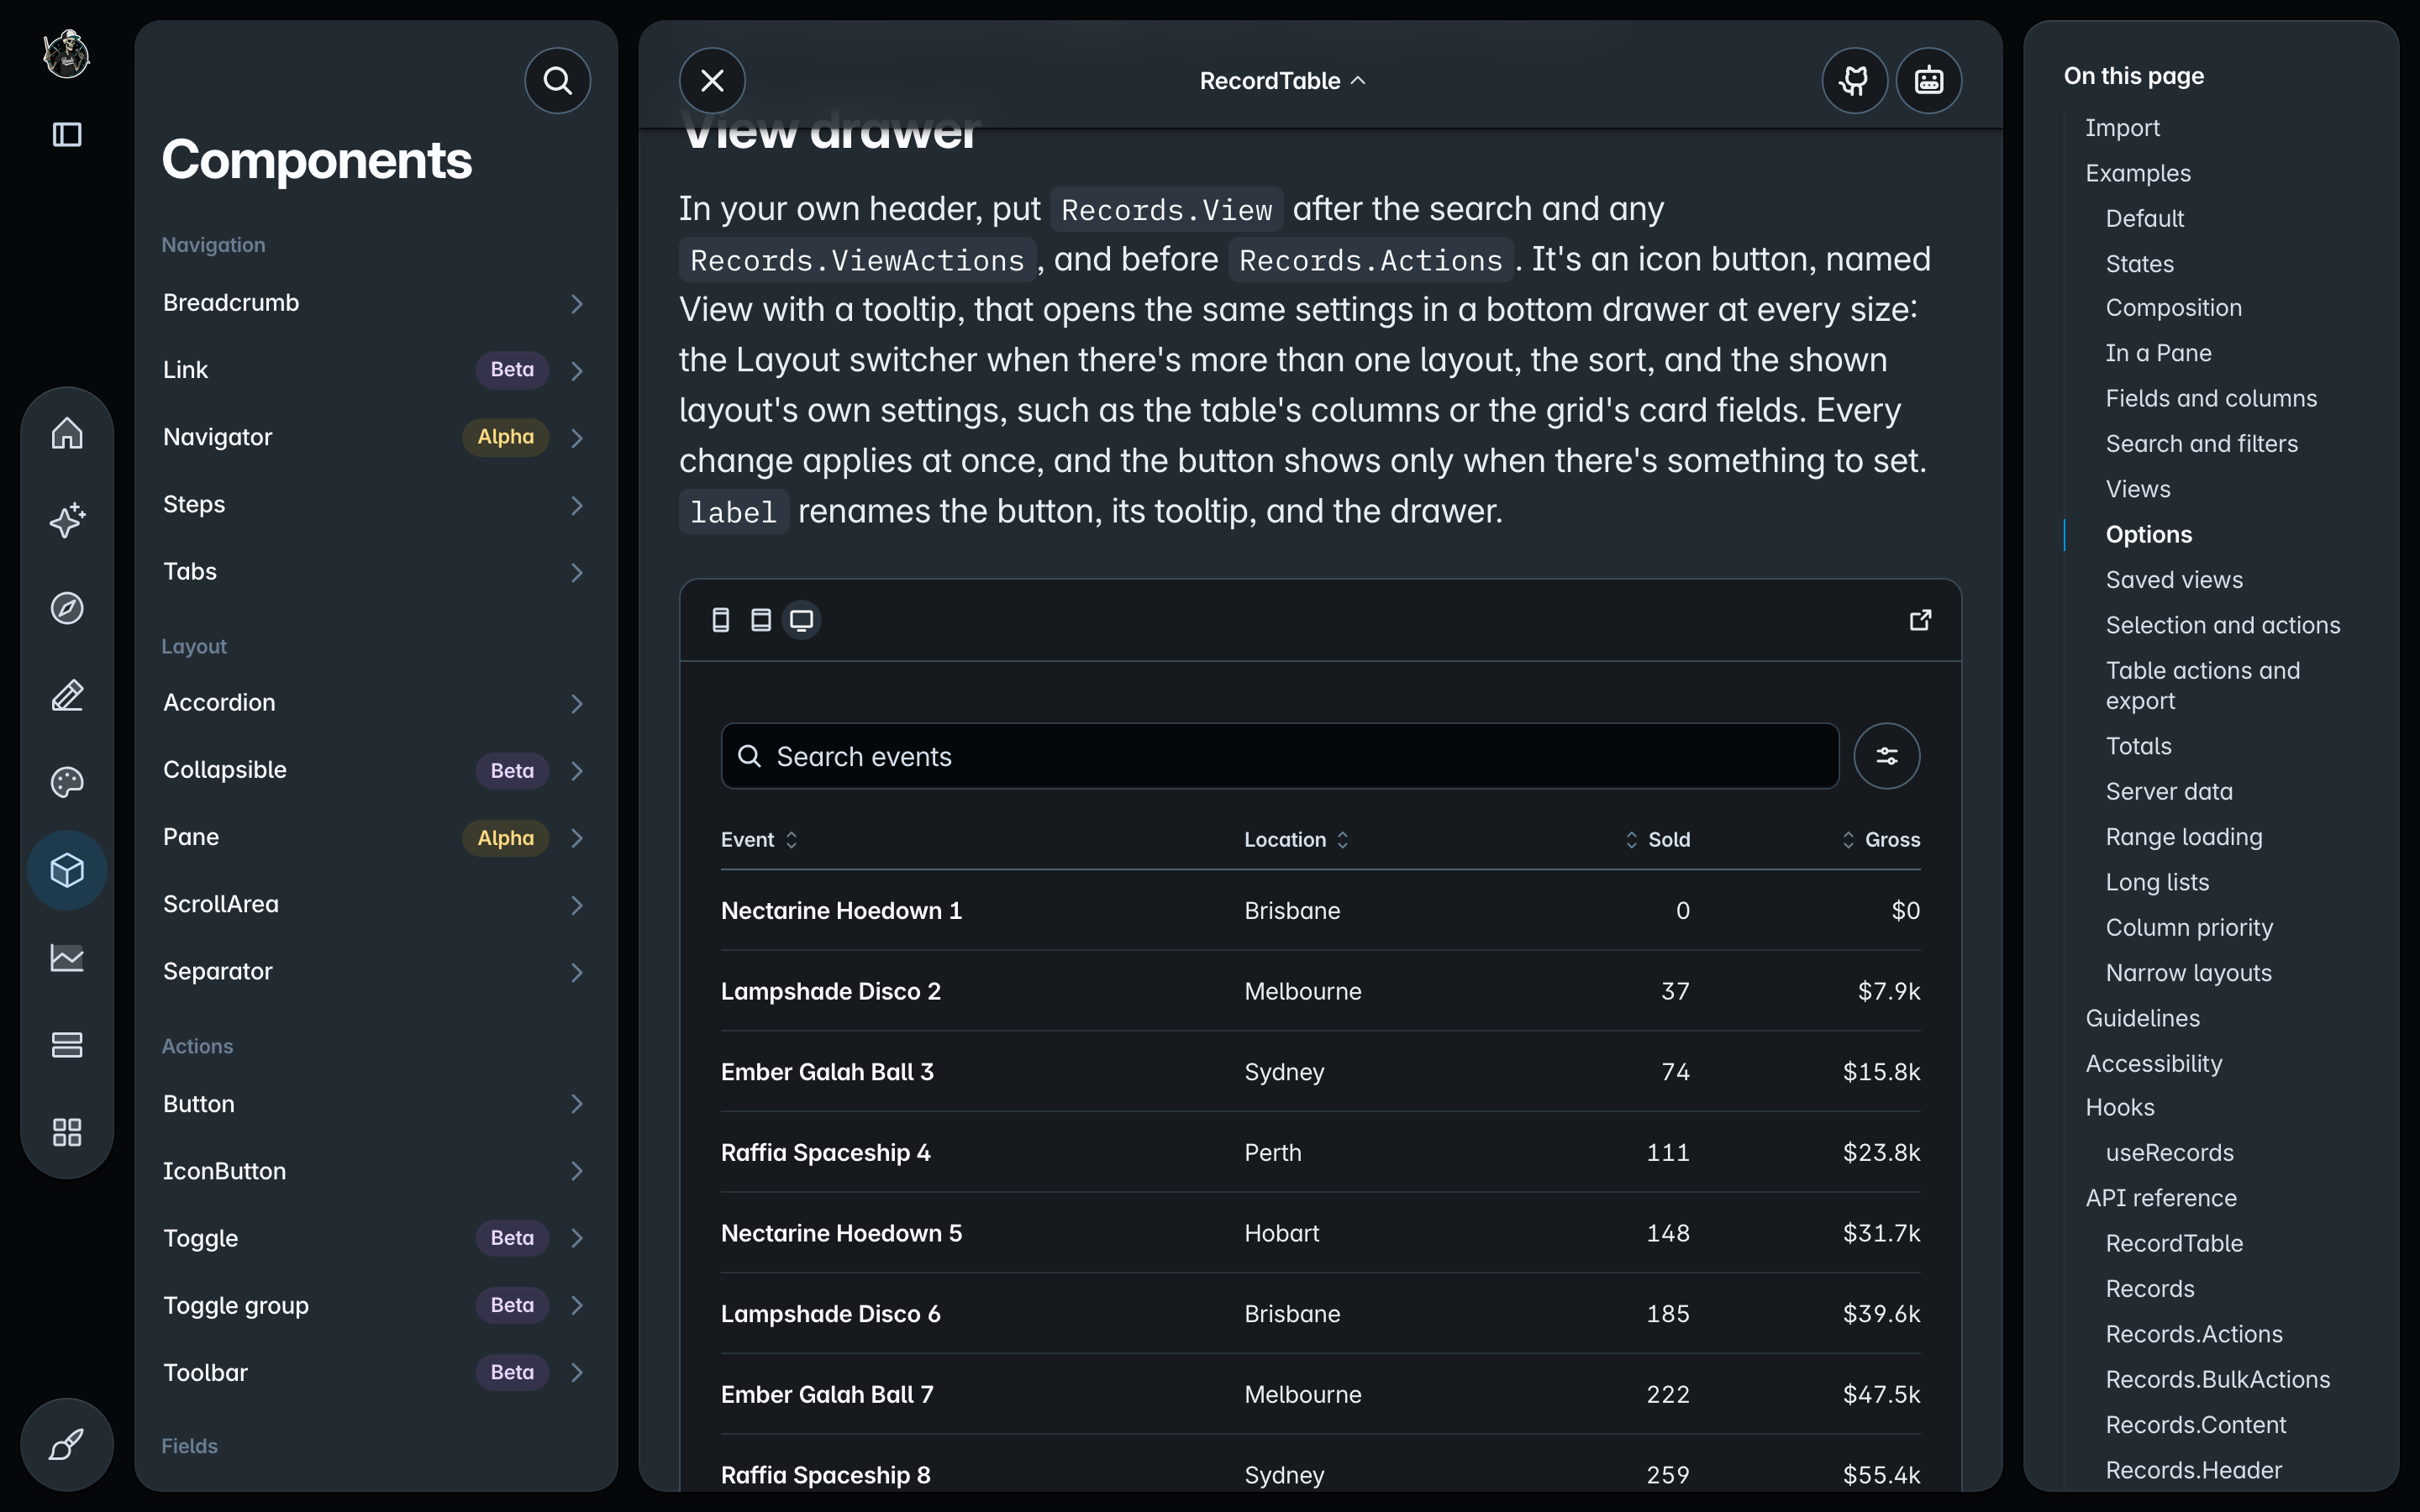 Components
Navigation
Breadcrumb
Link Beta
Navigator Alpha
Steps
Tabs
Layout
Accordion
Collapsible Beta
Pane Alpha
ScrollArea
Separator
Actions
Button
IconButton
Toggle Beta
Toggle group Beta
Toolbar Beta
Fields
RecordTable
View drawer
In your own header, put Records.View after the search and any
Records.ViewActions, and before Records.Actions. It's an icon button, named
View with a tooltip, that opens the same settings in a bottom drawer at every size:
the Layout switcher when there's more than one layout, the sort, and the shown
layout's own settings, such as the table's columns or the grid's card fields. Every
change applies at once, and the button shows only when there's something to set.
label renames the button, its tooltip, and the drawer.
Search events
Event Location Sold Gross
Nectarine Hoedown 1 Brisbane 0 $0
Lampshade Disco 2 Melbourne 37 $7.9k
Ember Galah Ball 3 Sydney 74 $15.8k
Raffia Spaceship 4 Perth 111 $23.8k
Nectarine Hoedown 5 Hobart 148 $31.7k
Lampshade Disco 6 Brisbane 185 $39.6k
Ember Galah Ball 7 Melbourne 222 $47.5k
Raffia Spaceship 8 Sydney 259 $55.4k
On this page
Import
Examples
Default
States
Composition
In a Pane
Fields and columns
Search and filters
Views
Options
Saved views
Selection and actions
Table actions and
export
Totals
Server data
Range loading
Long lists
Column priority
Narrow layouts
Guidelines
Accessibility
Hooks
useRecords
API reference
RecordTable
Records
Records.Actions
Records.BulkActions
Records.Content
Records.Header